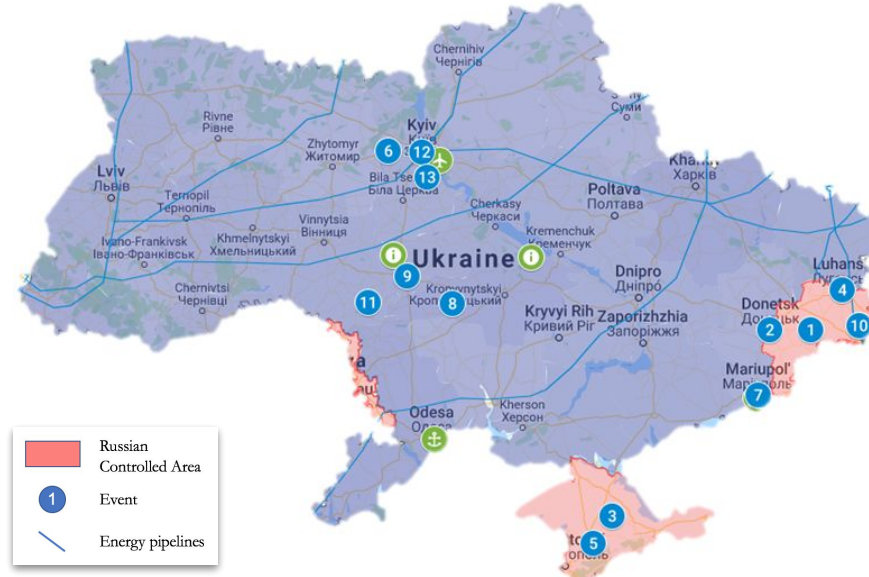 Chernihiv
Чернігів
Суми
Rivne
Рівне
Kyiv
6
12
13
Zhytomyr
Житомир
Bila Tse
Біла Церква
Lviv
Львів
Ternopil
Тернопіль
Харків
Poltava
Полтава
Cherkasy
Черкаси
Khmelnytskyi
Хмельницький
Vinnytsia
Вінниця
Ivano-Frankivsk
Івано-Франківськ
Kremenchuk
Кременчук
Ukraine
Chernivtsi
Чернівці
9
11
8
Kropyvnytskyi
Dnipro
Дніпро
Luhans
4
Donetsk
2
1
10
Kryvyi Rih
Кривий Ріг
Zaporizhzhia
Запоріжжя
Mariupol'
7
Odesa
Kherson
Херсон
3
5
Russian
Controlled Area
1
Event
Energy pipelines